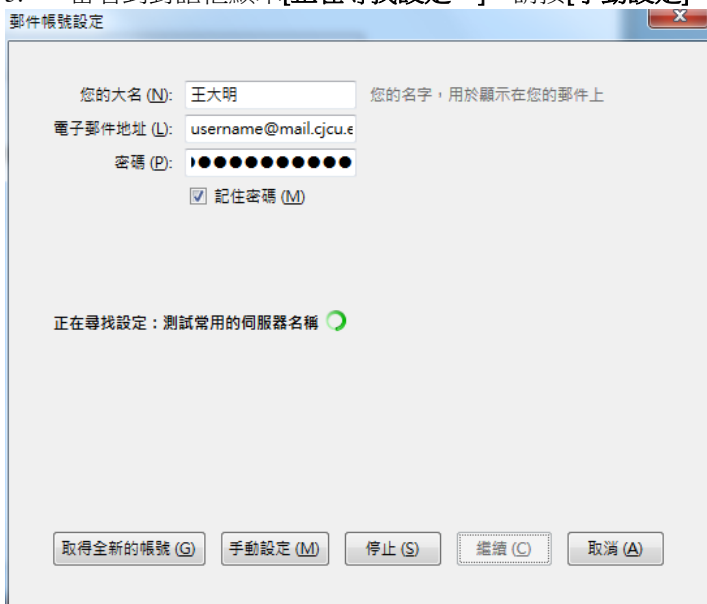 郵件帳號設定
您的大名 (N): 王大明 您的名字，用於顯示在您的郵件上
電子郵件地址 (L): username@mail.cjcu.e
密碼 (P): ●●●●●●●●●●●
記住密碼 (M)
正在尋找設定：測試常用的伺服器名稱
取得全新的帳號 (G) 手動設定 (M) 停止 (S) 繼續 (C) 取消 (A)